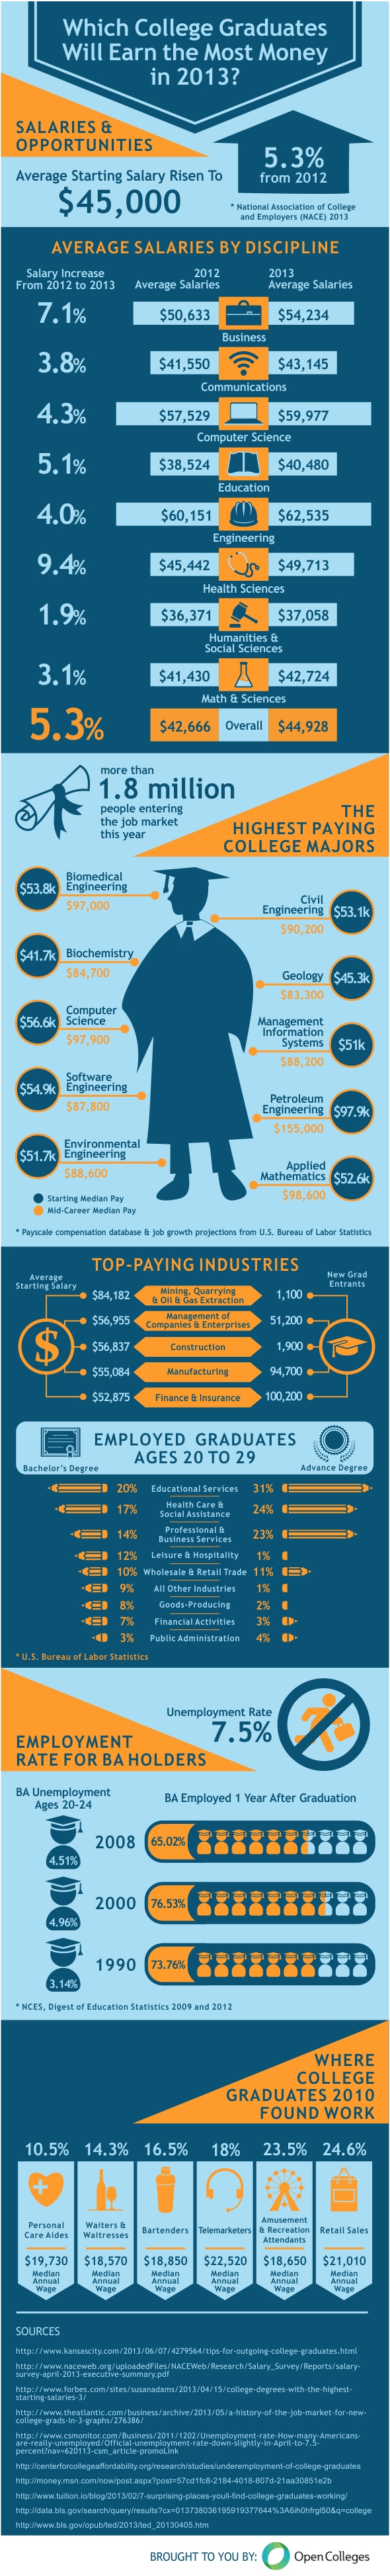 Which College Graduates
Will Earn the Most Money
in 2013?
SALARIES &
OPPORTUNITIES
Average Starting Salary Risen To
$45,000
5.3%
from 2012
* National Association of College
and Employers (NACE) 2013
AVERAGE SALARIES BY DISCIPLINE
Salary Increase
From 2012 to 2013
2012
Average Salaries
2013
Average Salaries
7.1%
$50,633
$54,234
Business
3.8%
$41,550
$43,145
Communications
4.3%
$57,529
$59,977
Computer Science
5.1%
$38,524
$40,480
Education
4.0%
$60,151
$62,535
Engineering
9.4%
$45,442
$49,713
Health Sciences
1.9%
$36,371
$37,058
Humanities &
Social Sciences
3.1%
$41,430
$42,724
Math & Sciences
5.3%
$42,666
Overall
$44,928
more than
1.8 million
people entering
the job market
this year
THE
HIGHEST PAYING
COLLEGE MAJORS
$53.8k
Biomedical
Engineering
$97,000
Civil
Engineering
$53.1k
$90,200
$41.7k
Biochemistry
$84,700
Geology
$45.3k
$83,300
$56.6k
Computer
Science
$97,900
Management
Information
Systems
$51k
$88,200
$54.9k
Software
Engineering
$87,800
Petroleum
Engineering
$97.9k
$155,000
$51.7k
Environmental
Engineering
$88,600
Applied
Mathematics
$52.6k
$98,600
Starting Median Pay
Mid-Career Median Pay
* Payscale compensation database & job growth projections from U.S. Bureau of Labor Statistics
TOP-PAYING INDUSTRIES
Average
Starting Salary
New Grad
Entrants
$
$84,182
Mining, Quarrying
& Oil & Gas Extraction
1,100
$56,955
Management of
Companies & Enterprises
51,200
$56,837
Construction
1,900
$55,084
Manufacturing
94,700
$52,875
Finance & Insurance
100,200
EMPLOYED GRADUATES
AGES 20 TO 29
Bachelor's Degree
Advance Degree
20%
Educational Services
31%
17%
Health Care &
Social Assistance
24%
14%
Professional &
Business Services
23%
12%
Leisure & Hospitality
1%
10%
Wholesale & Retail Trade
11%
9%
All Other Industries
1%
8%
Goods-Producing
2%
7%
Financial Activities
3%
3%
Public Administration
4%
* U.S. Bureau of Labor Statistics
Unemployment Rate
7.5%
EMPLOYMENT
RATE FOR BA HOLDERS
BA Unemployment
Ages 20-24
BA Employed 1 Year After Graduation
4.51%
2008
65.02%
4.96%
2000
76.53%
3.14%
1990
73.76%
* NCES, Digest of Education Statistics 2009 and 2012
WHERE
COLLEGE
GRADUATES 2010
FOUND WORK
10.5%
14.3%
16.5%
18%
23.5%
24.6%
Personal
Care Aides
Waiters &
Waitresses
Bartenders
Telemarketers
Amusement
& Recreation
Attendants
Retail Sales
$19,730
Median
Annual
Wage
$18,570
Median
Annual
Wage
$18,850
Median
Annual
Wage
$22,520
Median
Annual
Wage
$18,650
Median
Annual
Wage
$21,010
Median
Annual
Wage
SOURCES
http://www.kansascity.com/2013/06/07/4279564/tips-for-outgoing-college-graduates.html
http://www.naceweb.org/uploadedFiles/NACEWeb/Research/Salary_Survey/Reports/salary-
survey-april-2013-executive-summary.pdf
http://www.forbes.com/sites/susanadams/2013/04/15/college-degrees-with-the-highest-
starting-salaries-3/
http://www.theatlantic.com/business/archive/2013/05/a-history-of-the-job-market-for-new-
college-grads-in-3-graphs/276386/
http://www.csmonitor.com/Business/2011/1202/Unemployment-rate-How-many-Americans-
are-really-unemployed/Official-unemployment-rate-down-slightly-in-April-to-7.5-
percent?nav=620113-csm_article-promoLink
http://centerforcollegeaffordability.org/research/studies/underemployment-of-college-graduates
http://money.msn.com/now/post.aspx?post=57cd1fc8-2184-4018-807d-21aa30851e2b
http://www.tuition.io/blog/2013/02/7-surprising-places-youll-find-college-graduates-working/
http://data.bls.gov/search/query/results?cx=013738036195919377644%3A6ih0hfrgl50&q=college
http://www.bls.gov/opub/ted/2013/ted_20130405.htm
BROUGHT TO YOU BY:
Open Colleges